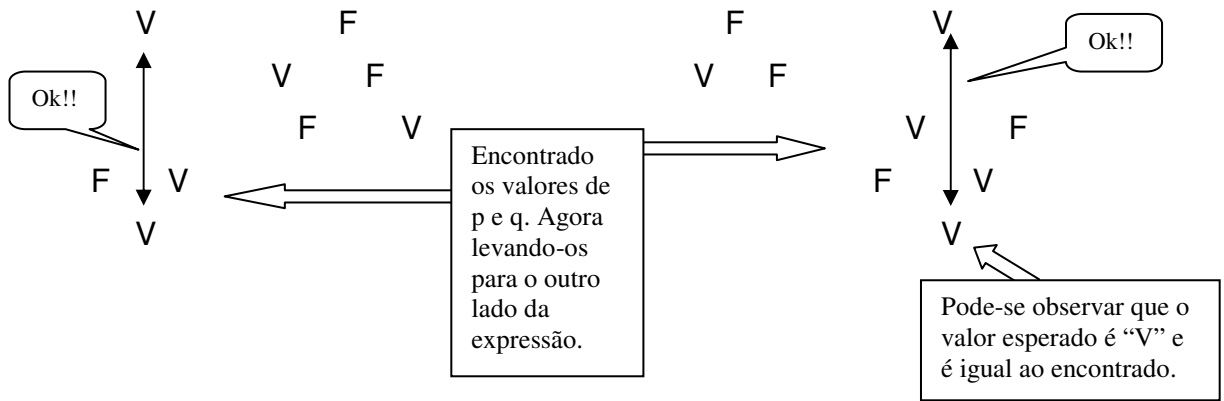 V F F V
Ok!!
V F V F
Ok!!
F V V F
F V F V
V V
Encontrado
os valores de
p e q. Agora
levando-os
para o outro
lado da
expressão.
Pode-se observar que o
valor esperado é “V” e
é igual ao encontrado.